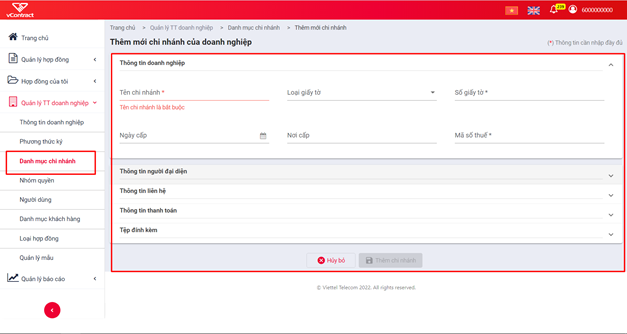 vContract
239
6000000000
Trang chủ
Quản lý hợp đồng
Hợp đồng của tôi
Quản lý TT doanh nghiệp
Thông tin doanh nghiệp
Phương thức ký
Danh mục chi nhánh
Nhóm quyền
Người dùng
Danh mục khách hàng
Loại hợp đồng
Quản lý mẫu
Quản lý báo cáo
Trang chủ > Quản lý TT doanh nghiệp > Danh mục chi nhánh > Thêm mới chi nhánh
Thêm mới chi nhánh của doanh nghiệp
(*) Thông tin cần nhập đầy đủ
Thông tin doanh nghiệp
Tên chi nhánh *
Loại giấy tờ
Số giấy tờ *
Tên chi nhánh là bắt buộc.
Ngày cấp
Nơi cấp
Mã số thuế *
Thông tin người đại diện
Thông tin liên hệ
Thông tin thanh toán
Tệp đính kèm
Hủy bỏ
Thêm chi nhánh
© Viettel Telecom 2022. All rights reserved.